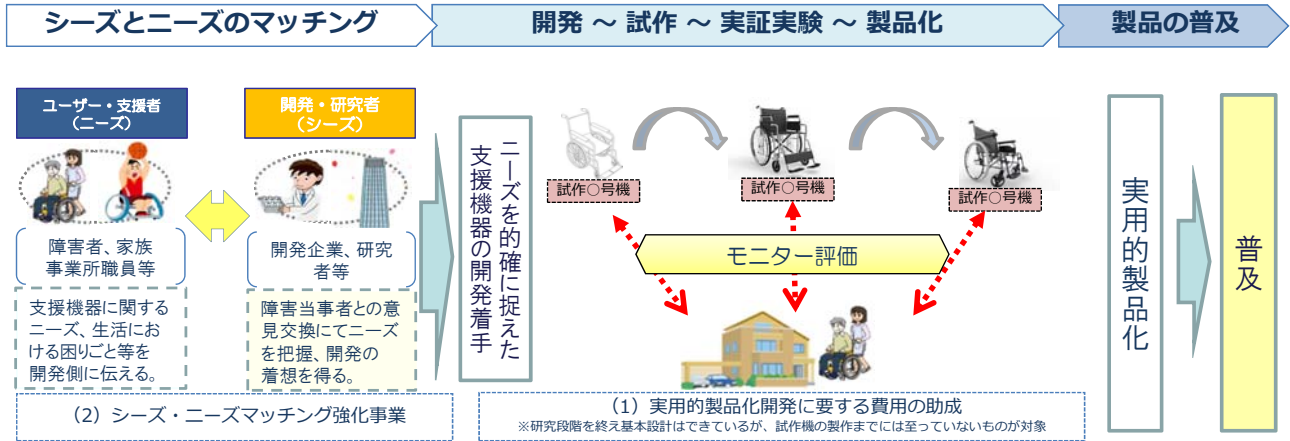 シーズとニーズのマッチング
開発 ～ 試作 ～ 実証実験 ～ 製品化
製品の普及
ユーザー・支援者
（ニーズ）
開発・研究者
（シーズ）
障害者、家族
事業所職員等
開発企業、研究
者等
支援機器に関する
ニーズ、生活にお
ける困りごと等を
開発側に伝える。
障害当事者との意
見交換にてニーズ
を把握、開発の
着想を得る。
（2）シーズ・ニーズマッチング強化事業
ニーズを的確に捉えた
支援機器の開発着手
試作○号機
試作○号機
試作○号機
モニター評価
（1）実用的製品化開発に要する費用の助成
※研究段階を終え基本設計はできているが、試作機の製作までには至っていないものが対象
実用的製品化
普及